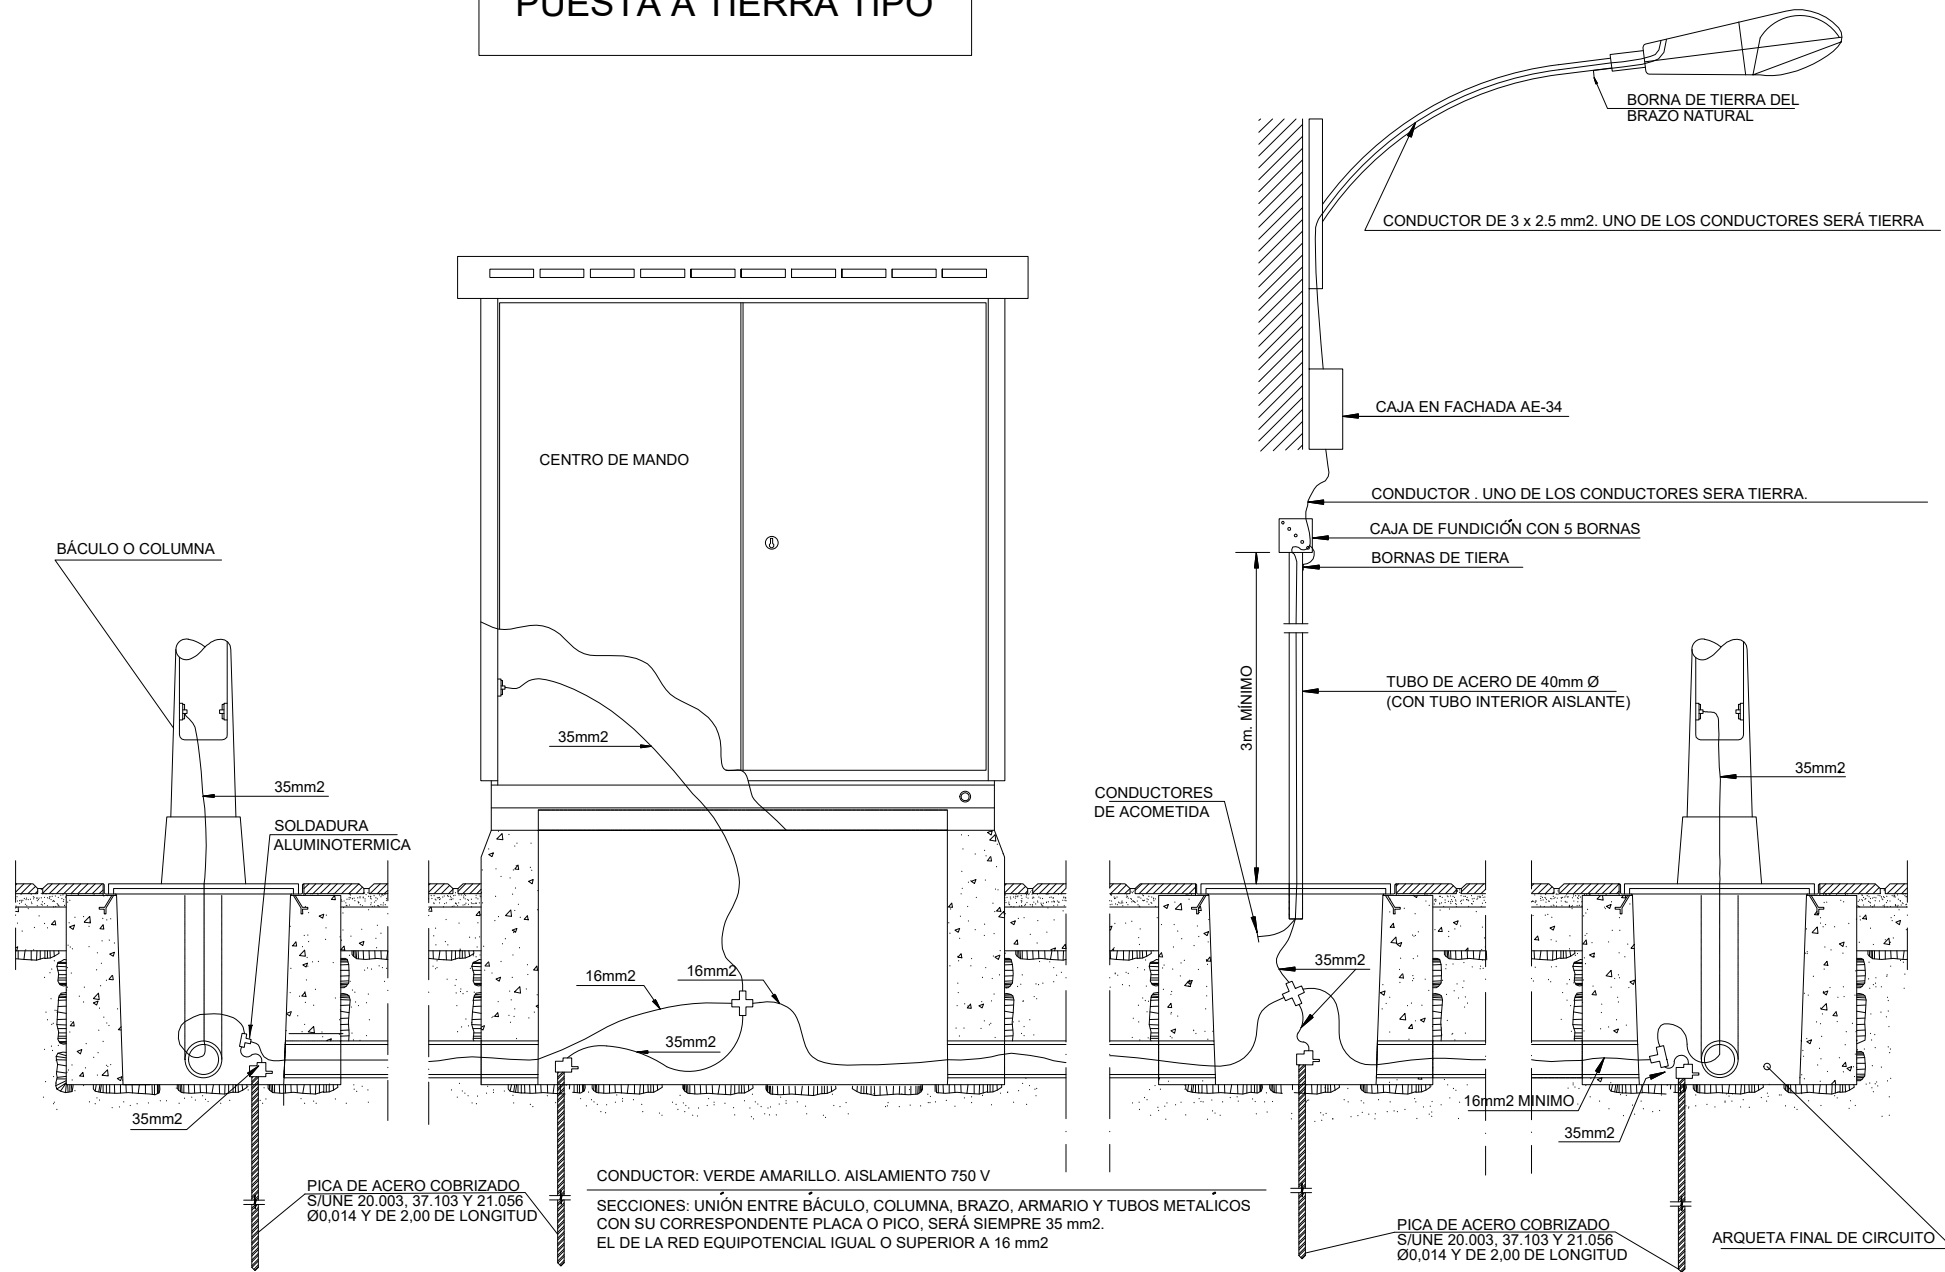 PUESTA A TIERRA TIPO
BORNA DE TIERRA DEL
BRAZO NATURAL
CONDUCTOR DE 3 x 2.5 mm2. UNO DE LOS CONDUCTORES SERÁ TIERRA
CAJA EN FACHADA AE-34
CENTRO DE MANDO
CONDUCTOR . UNO DE LOS CONDUCTORES SERA TIERRA.
CAJA DE FUNDICIÓN CON 5 BORNAS
BORNAS DE TIERA
BÁCULO O COLUMNA
3m. MÍNIMO
TUBO DE ACERO DE 40mm Ø
(CON TUBO INTERIOR AISLANTE)
35mm2
35mm2
35mm2
CONDUCTORES
DE ACOMETIDA
SOLDADURA
ALUMINOTERMICA
16mm2
16mm2
35mm2
35mm2
16mm2 MINIMO
35mm2
35mm2
CONDUCTOR: VERDE AMARILLO. AISLAMIENTO 750 V
SECCIONES: UNIÓN ENTRE BÁCULO, COLUMNA, BRAZO, ARMARIO Y TUBOS METALICOS
CON SU CORRESPONDENTE PLACA O PICO, SERÁ SIEMPRE 35 mm2.
EL DE LA RED EQUIPOTENCIAL IGUAL O SUPERIOR A 16 mm2
PICA DE ACERO COBRIZADO
S/UNE 20.003, 37.103 Y 21.056
Ø0,014 Y DE 2,00 DE LONGITUD
PICA DE ACERO COBRIZADO
S/UNE 20.003, 37.103 Y 21.056
Ø0,014 Y DE 2,00 DE LONGITUD
ARQUETA FINAL DE CIRCUITO